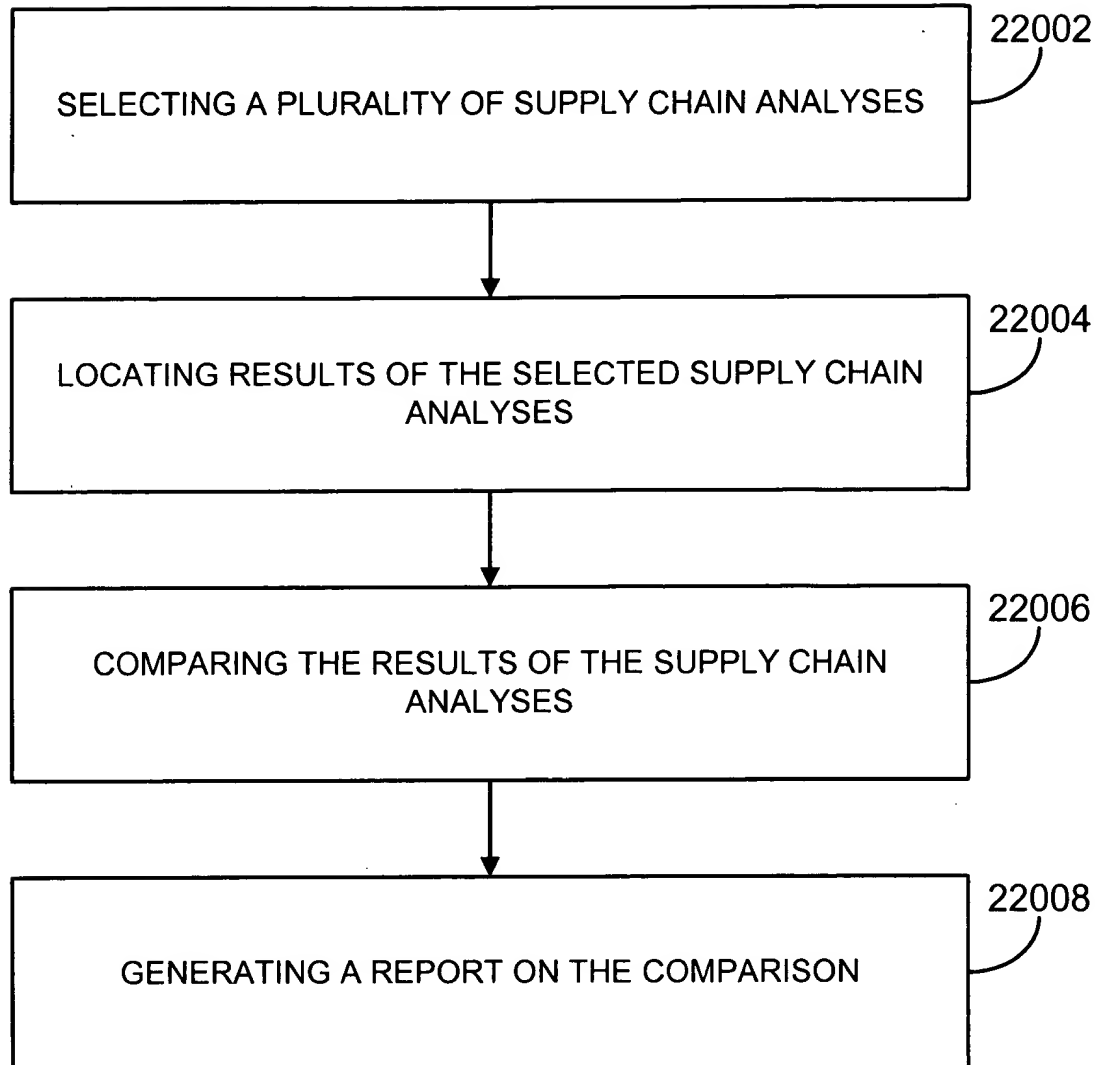 22002
SELECTING A PLURALITY OF SUPPLY CHAIN ANALYSES
22004
LOCATING RESULTS OF THE SELECTED SUPPLY CHAIN
ANALYSES
22006
COMPARING THE RESULTS OF THE SUPPLY CHAIN
ANALYSES
22008
GENERATING A REPORT ON THE COMPARISON